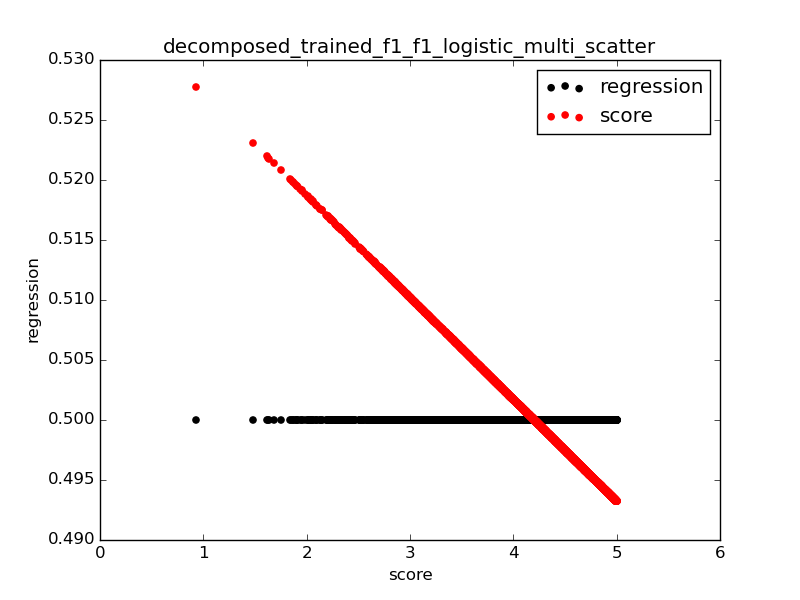 decomposed_trained_f1_f1_logistic_multi_scatter
regression
score
0.530
0.525
0.520
0.515
0.510
0.505
0.500
0.495
0.490
regression
0 1 2 3 4 5 6
score